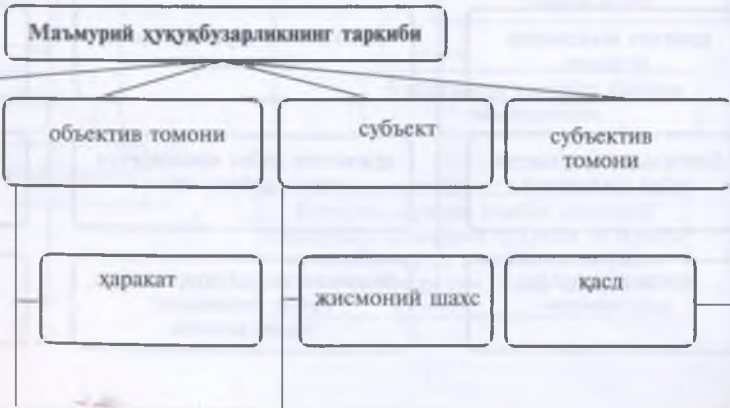 Маъмурий ҳуқуқбузарликнинг таркиби
объектив томони
субъект
субъектив
томони
ҳаракат
жисмоний шахс
қасд